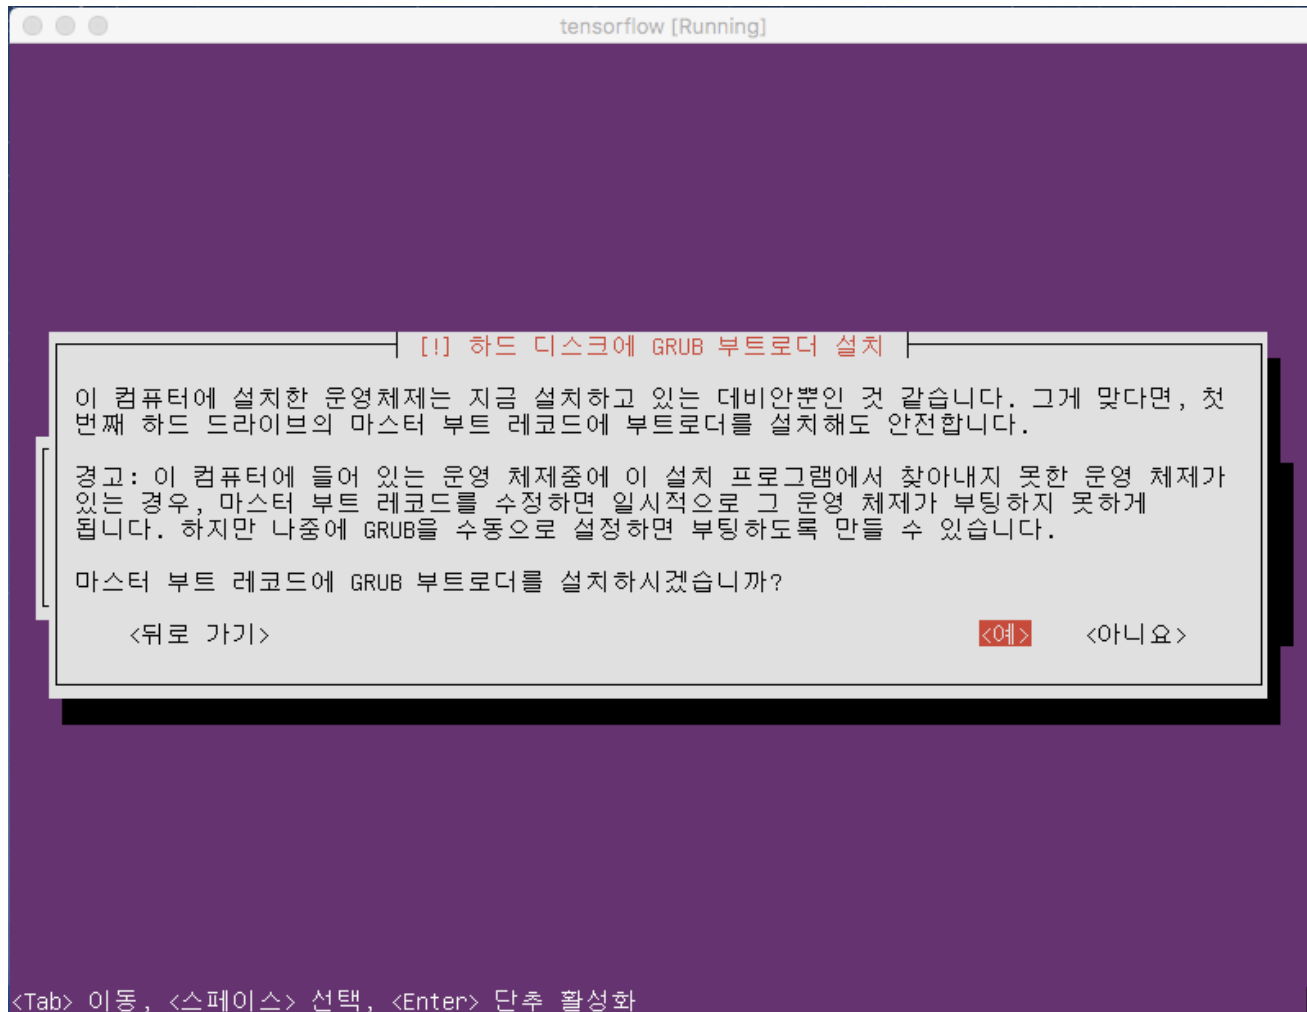 tensorflow [Running]
[!] 하드 디스크에 GRUB 부트로더 설치
이 컴퓨터에 설치한 운영체제는 지금 설치하고 있는 데비안뿐인 것 같습니다. 그게 맞다면, 첫
번째 하드 드라이브의 마스터 부트 레코드에 부트로더를 설치해도 안전합니다.
경고: 이 컴퓨터에 들어 있는 운영 체제중에 이 설치 프로그램에서 찾아내지 못한 운영 체제가
있는 경우, 마스터 부트 레코드를 수정하면 일시적으로 그 운영 체제가 부팅하지 못하게
됩니다. 하지만 나중에 GRUB을 수동으로 설정하면 부팅하도록 만들 수 있습니다.
마스터 부트 레코드에 GRUB 부트로더를 설치하시겠습니까?
<뒤로 가기> <예> <아니요>
<Tab> 이동, <스페이스> 선택, <Enter> 단추 활성화